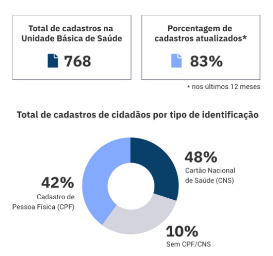 Total de cadastros na
Unidade Básica de Saúde
768
Porcentagem de
cadastros atualizados*
83%
* nos últimos 12 meses
Total de cadastros de cidadãos por tipo de identificação
48%
Cartão Nacional
de Saúde (CNS)
42%
Cadastro de
Pessoa Física (CPF)
10%
Sem CPF/CNS